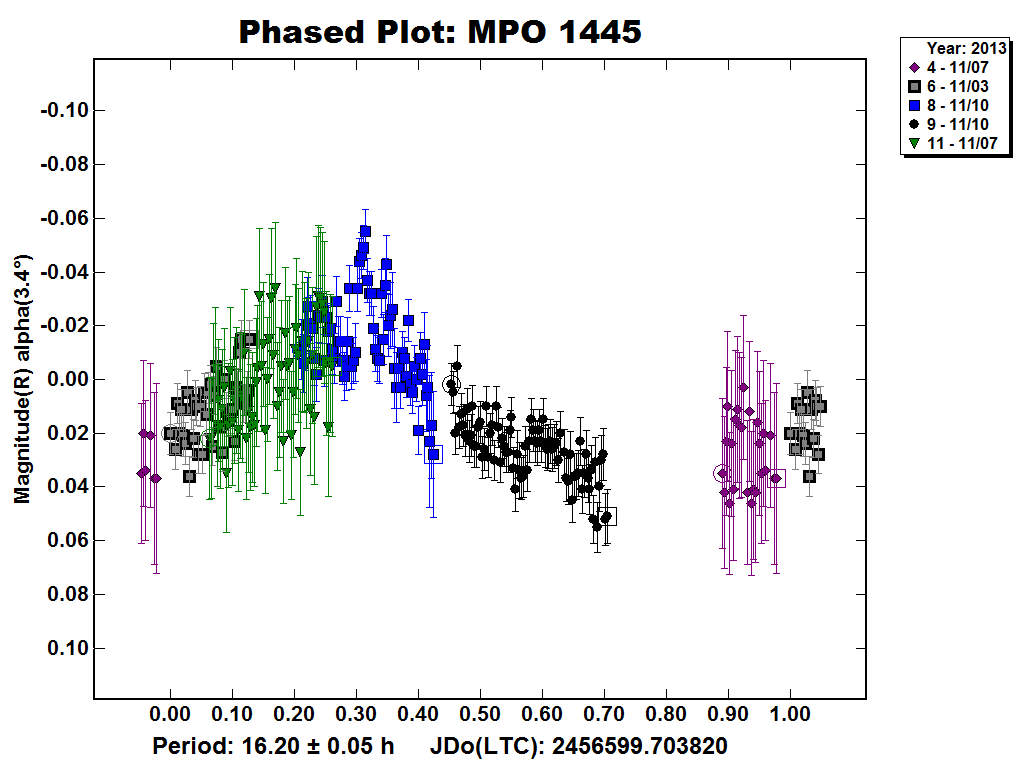 Phased Plot: MPO 1445
Year: 2013
4 - 11/07
6 - 11/03
8 - 11/10
9 - 11/10
11 - 11/07
Magnitude(R) alpha(3.4°)
-0.10
-0.08
-0.06
-0.04
-0.02
0.00
0.02
0.04
0.06
0.08
0.10
0.00 0.10 0.20 0.30 0.40 0.50 0.60 0.70 0.80 0.90 1.00
Period: 16.20 ± 0.05 h JDo(LTC): 2456599.703820